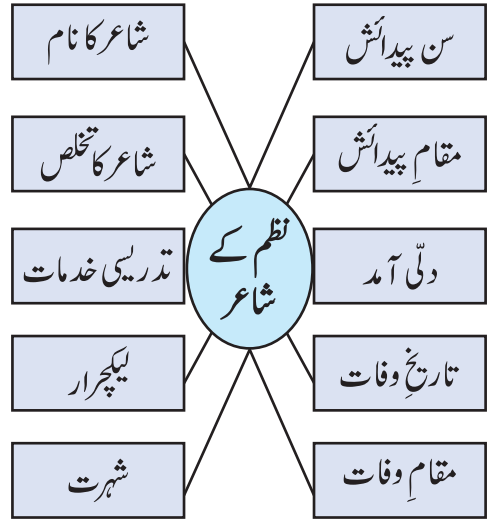 سن پیدائش
شاعر کا نام
مقامِ پیدائش
شاعر کا تخلص
نظم کے
شاعر
دلّی آمد
تدریسی خدمات
تاریخِ وفات
لیکچرار
مقامِ وفات
شہرت